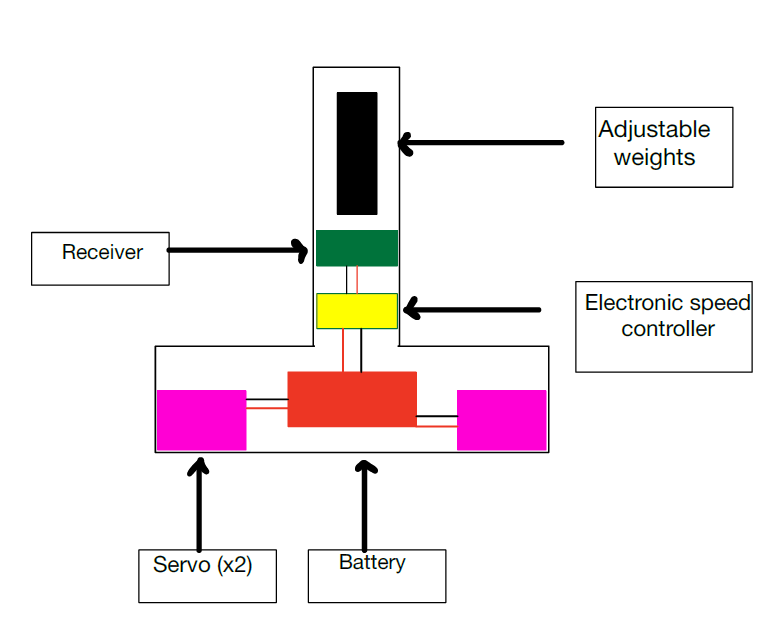 Adjustable
weights
Receiver
Electronic speed
controller
Servo (x2)
Battery